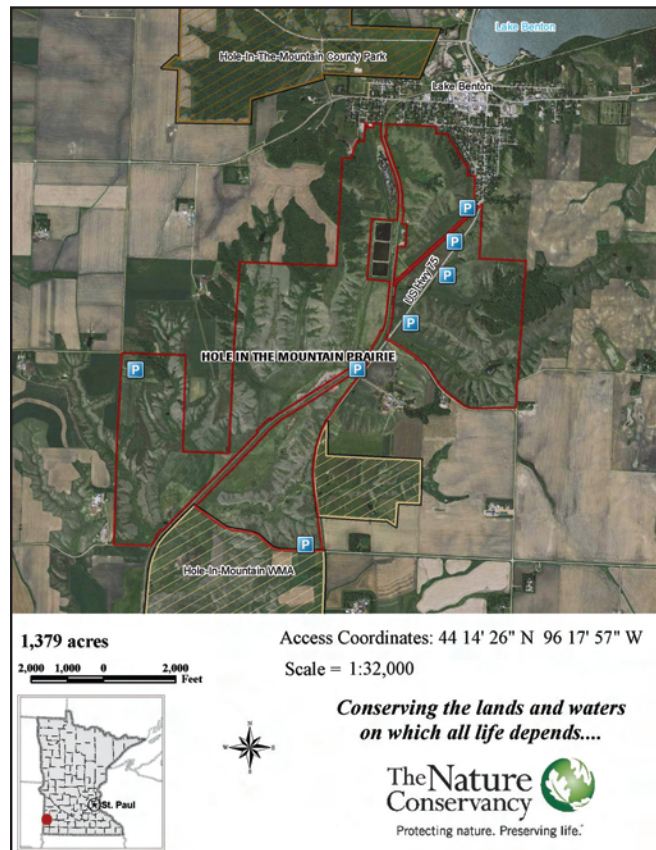 Lake Benton
Hole-In-The-Mountain County Park
Lake Benton
P
P
US Hwy 75
P
P
HOLE IN THE MOUNTAIN PRAIRIE
P
P
P
Hole-In-Mountain WMA
1,379 acres
Access Coordinates: 44 14' 26" N 96 17' 57" W
2,000 1,000 0 2,000
Feet
Scale = 1:32,000
Conserving the lands and waters
on which all life depends....
N
W E
S
St. Paul
The Nature
Conservancy
Protecting nature. Preserving life.